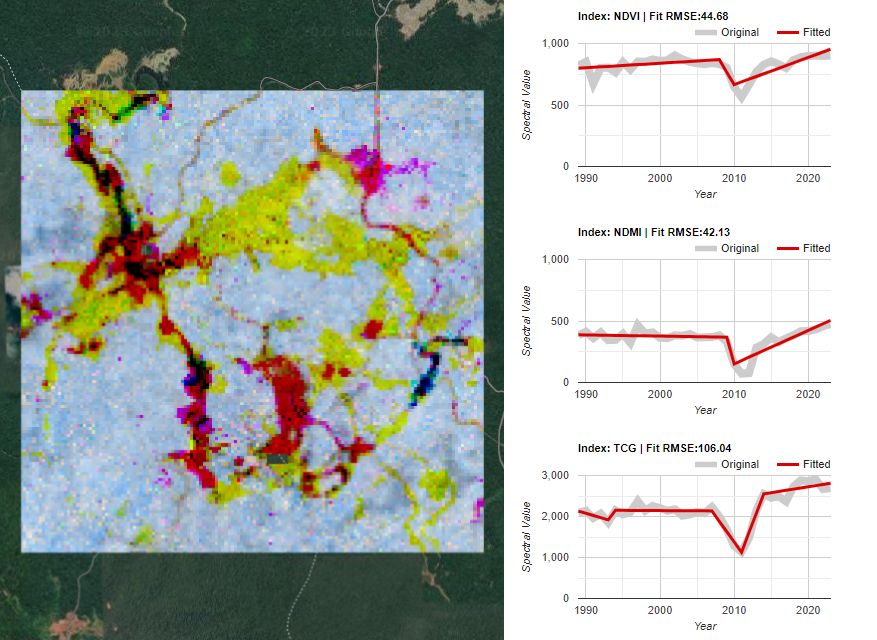 Index: NDVI | Fit RMSE:44.68
Original Fitted
1,000
500
0
Spectral Value
1990 2000 2010 2020
Year
Index: NDMI | Fit RMSE:42.13
Original Fitted
1,000
500
0
Spectral Value
1990 2000 2010 2020
Year
Index: TCG | Fit RMSE:106.04
Original Fitted
3,000
2,000
1,000
0
Spectral Value
1990 2000 2010 2020
Year